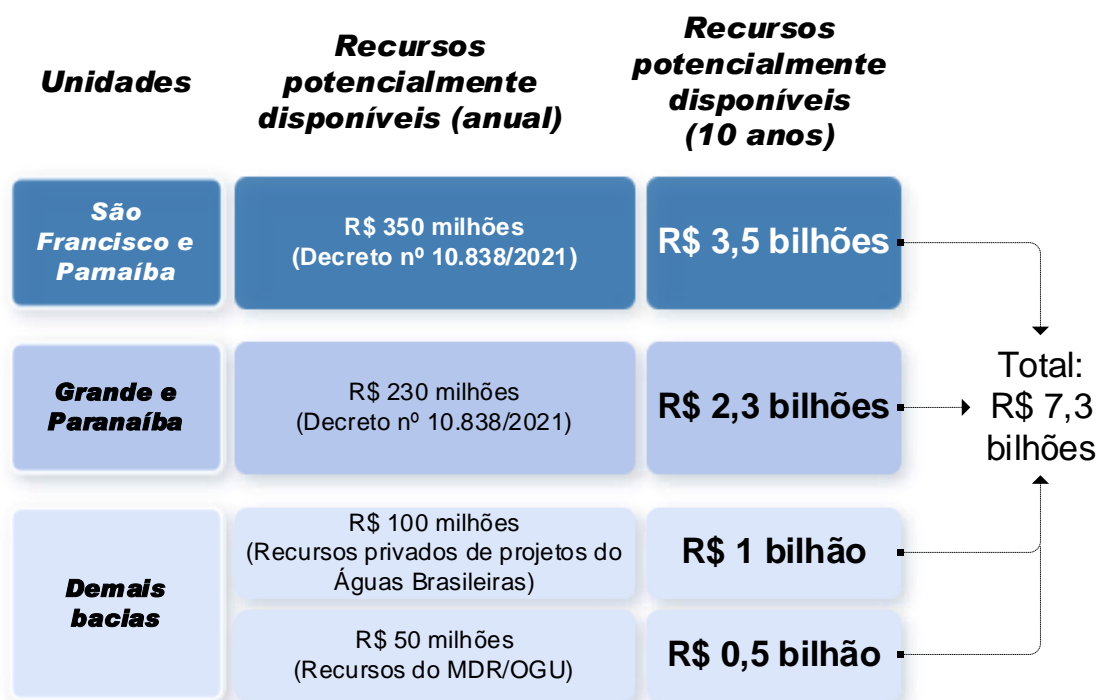 Unidades
Recursos
potencialmente
disponíveis (anual)
Recursos
potencialmente
disponíveis
(10 anos)
São
Francisco e
Parnaíba
R$ 350 milhões
(Decreto nº 10.838/2021)
R$ 3,5 bilhões
Grande e
Paranaíba
R$ 230 milhões
(Decreto nº 10.838/2021)
R$ 2,3 bilhões
Demais
bacias
R$ 100 milhões
(Recursos privados de projetos do
Águas Brasileiras)
R$ 1 bilhão
R$ 50 milhões
(Recursos do MDR/OGU)
R$ 0,5 bilhão
Total:
R$ 7,3
bilhões